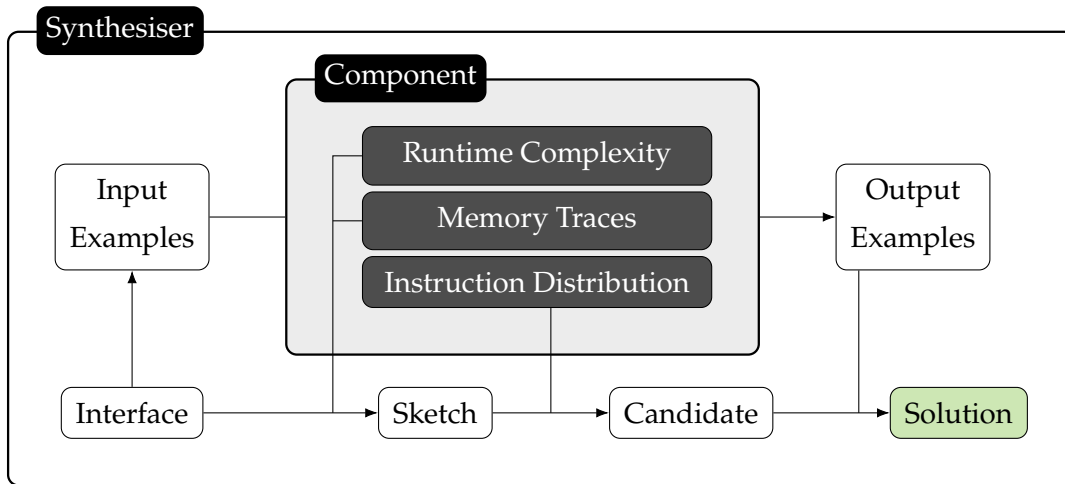 Synthesiser
Component
Runtime Complexity
Input
Examples
Memory Traces
Output
Examples
Instruction Distribution
Interface
Sketch
Candidate
Solution